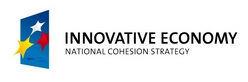 INNOVATIVE ECONOMY
NATIONAL COHESION STRATEGY